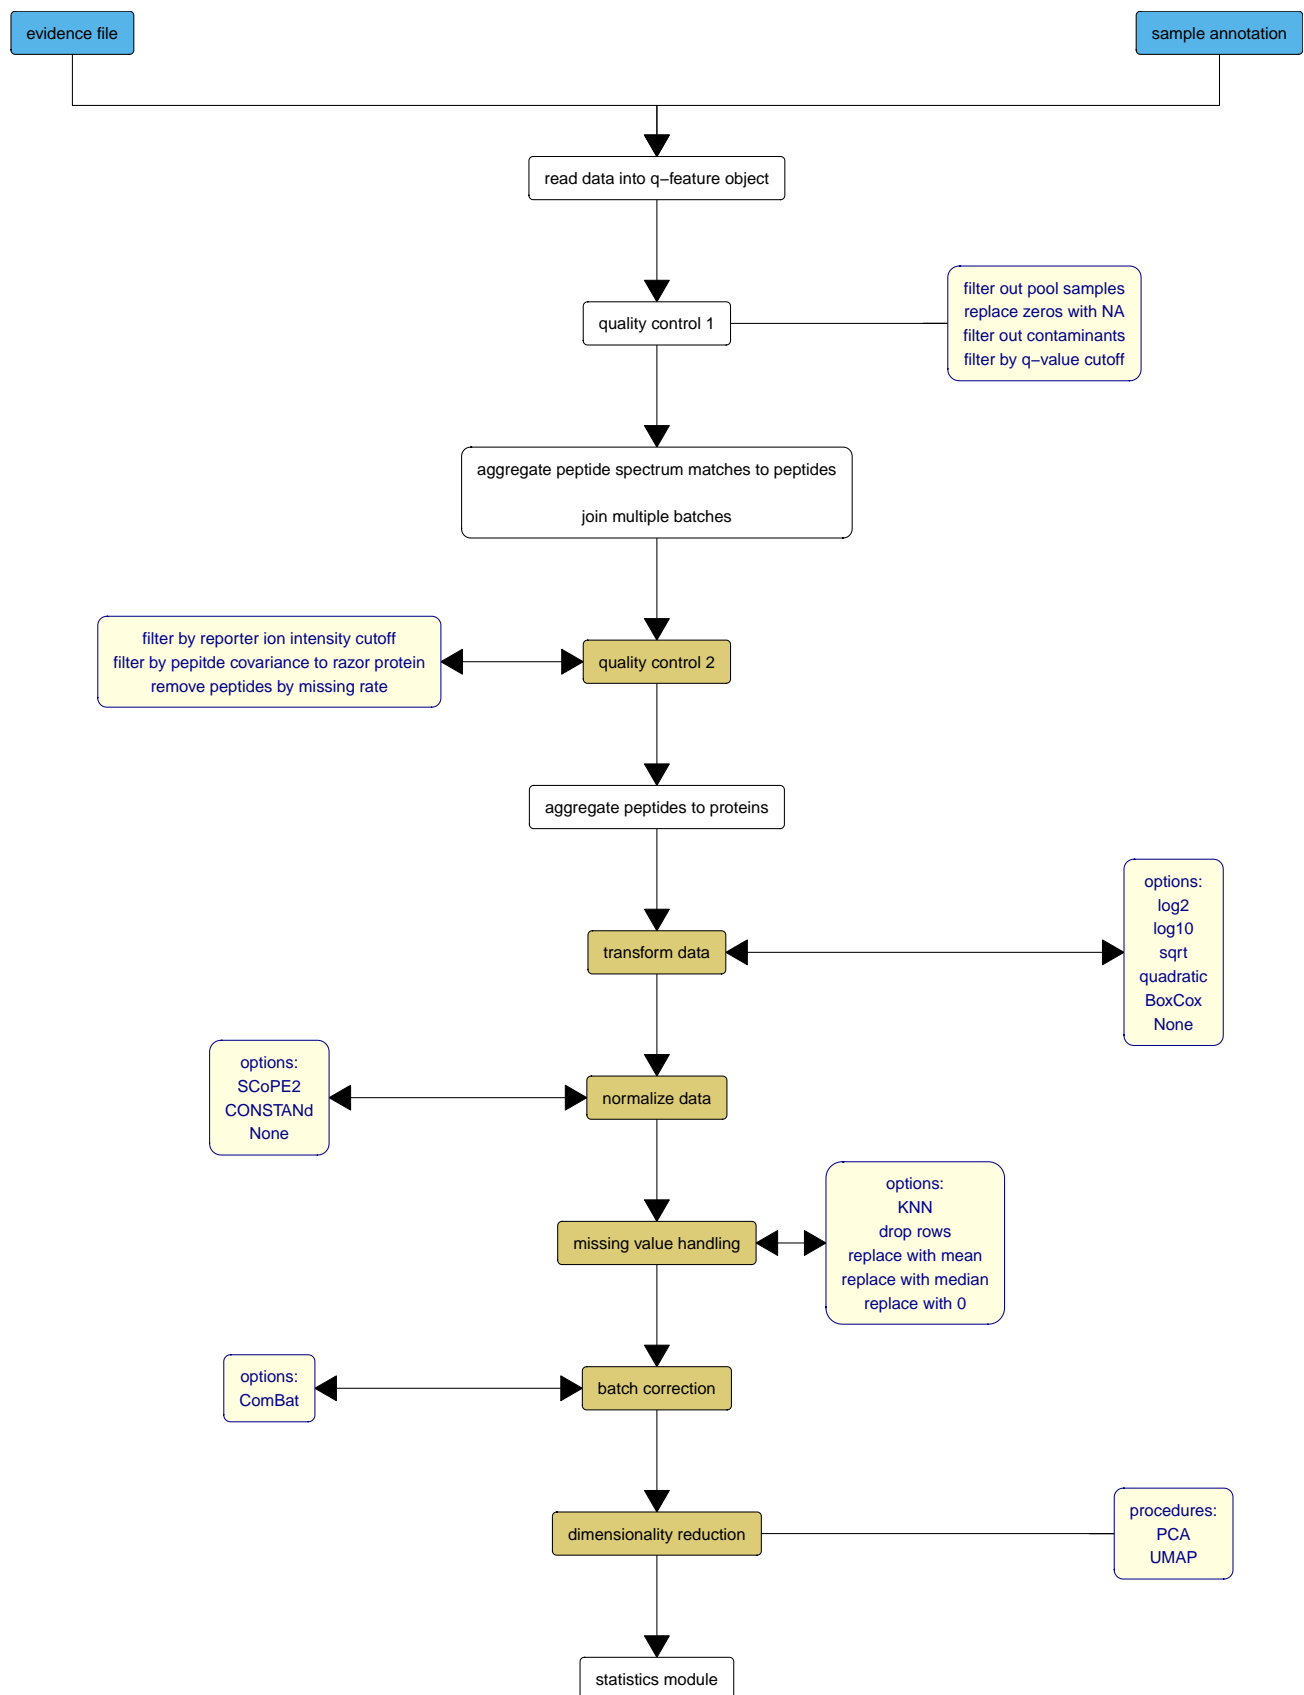 evidence file
sample annotation
read data into q−feature object
quality control 1
filter out pool samples
replace zeros with NA
filter out contaminants
filter by q−value cutoff
aggregate peptide spectrum matches to peptides
join multiple batches
filter by reporter ion intensity cutoff
filter by pepitde covariance to razor protein
remove peptides by missing rate
quality control 2
aggregate peptides to proteins
transform data
options:
log2
log10
sqrt
quadratic
BoxCox
None
options:
SCoPE2
CONSTANd
None
normalize data
missing value handling
options:
KNN
drop rows
replace with mean
replace with median
replace with 0
options:
ComBat
batch correction
dimensionality reduction
procedures:
PCA
UMAP
statistics module